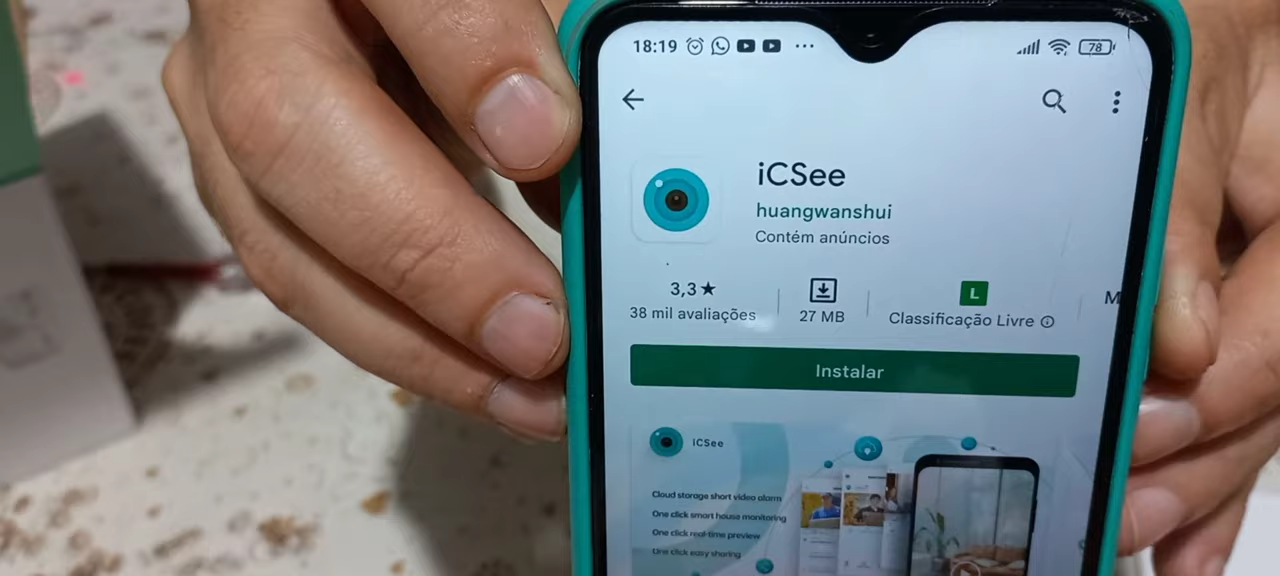 18:19 ... 78
iCSee
huangwanshui
Contém anúncios
3,3★
38 mil avaliações
27 MB
L
Classificação Livre
M
Instalar
ICSee
Cloud storage short video alarm
One click smart house monitoring
One click real-time preview
One click easy sharing